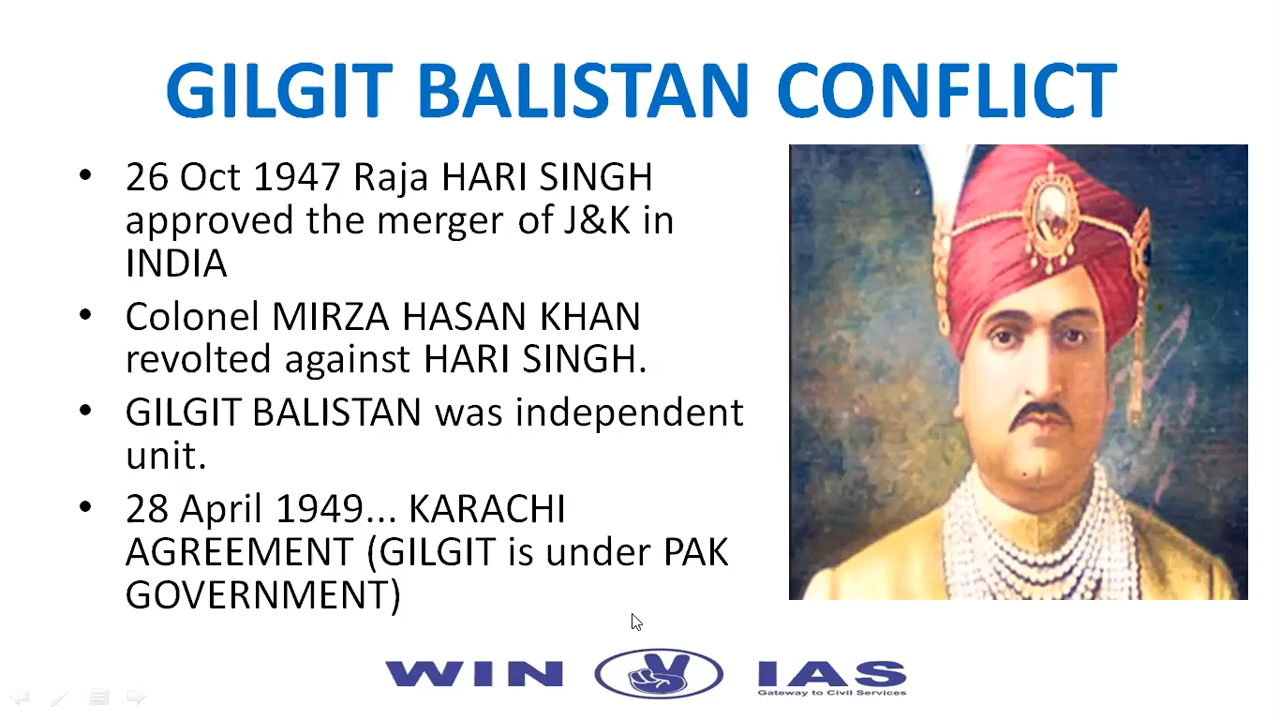 GILGIT BALISTAN CONFLICT
• 26 Oct 1947 Raja HARI SINGH
approved the merger of J&K in
INDIA
• Colonel MIRZA HASAN KHAN
revolted against HARI SINGH.
• GILGIT BALISTAN was independent
unit.
• 28 April 1949... KARACHI
AGREEMENT (GILGIT is under PAK
GOVERNMENT)
WIN IAS
Gateway to Civil Services